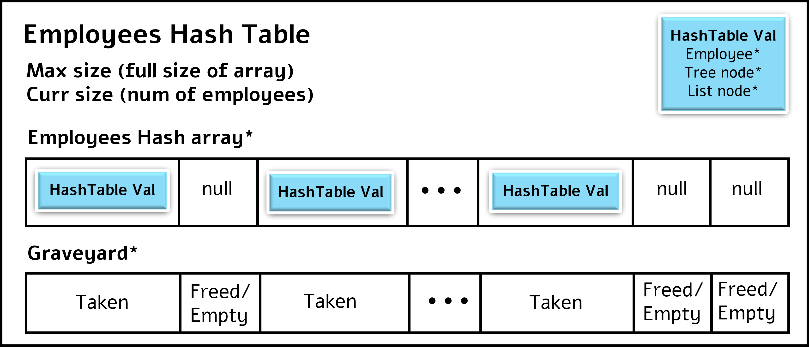 Employees Hash Table
Max size (full size of array)
Curr size (num of employees)
HashTable Val
Employee*
Tree node*
List node*
Employees Hash array*
HashTable Val null HashTable Val ••• HashTable Val null null
Graveyard*
Taken Freed/ Taken ••• Taken Freed/ Freed/
Empty Empty Empty